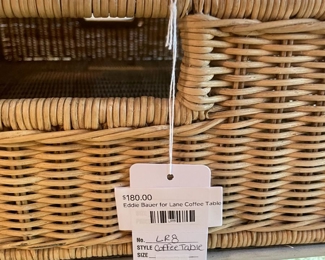 $180.00
Eddie Bauer for Lane Coffee Table
No. LR8
STYLE Coffee Table
SIZE